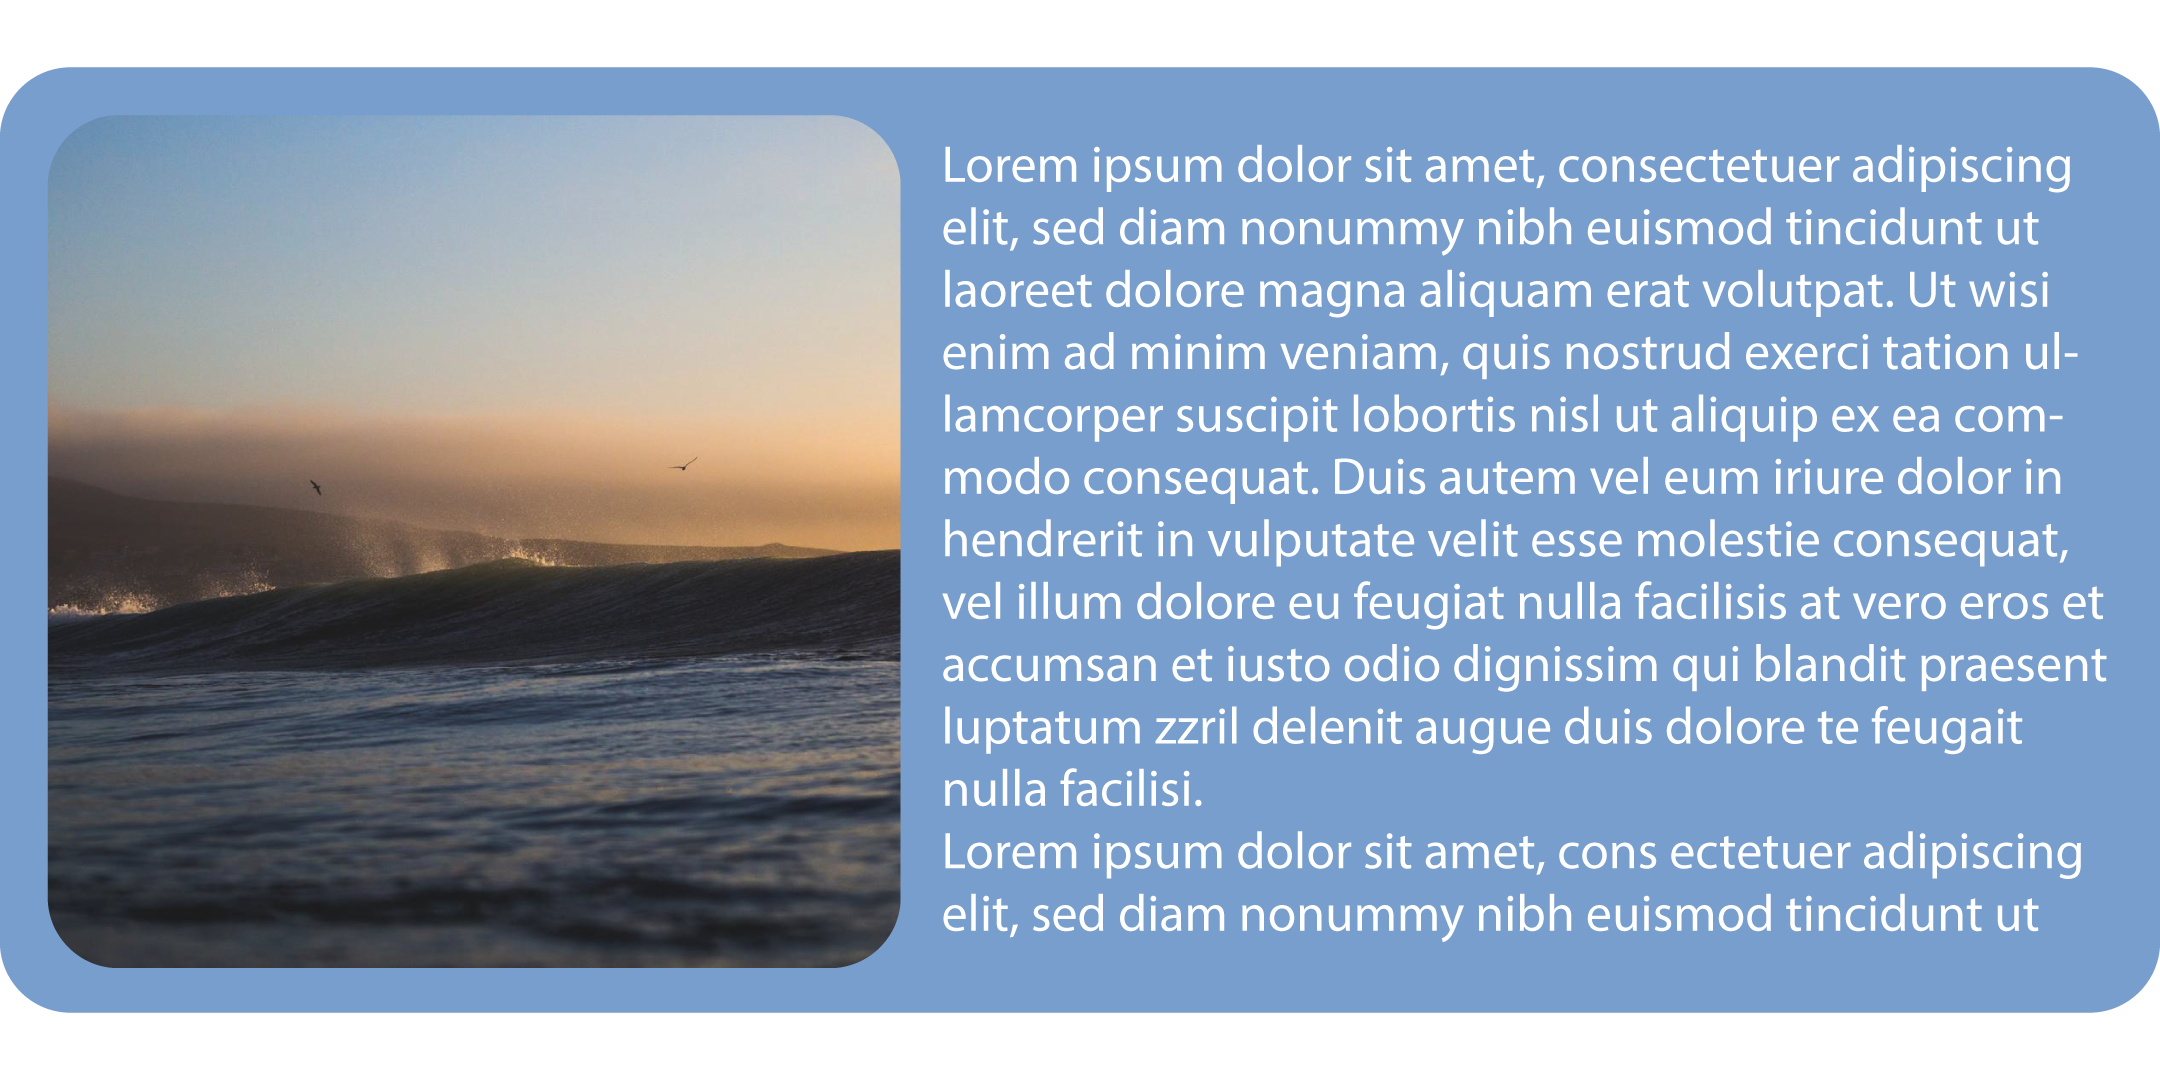 Lorem ipsum dolor sit amet, consectetuer adipiscing
elit, sed diam nonummy nibh euismod tincidunt ut
laoreet dolore magna aliquam erat volutpat. Ut wisi
enim ad minim veniam, quis nostrud exerci tation ul-
lamcorper suscipit lobortis nisl ut aliquip ex ea com-
modo consequat. Duis autem vel eum iriure dolor in
hendrerit in vulputate velit esse molestie consequat,
vel illum dolore eu feugiat nulla facilisis at vero eros et
accumsan et iusto odio dignissim qui blandit praesent
luptatum zzril delenit augue duis dolore te feugait
nulla facilisi.
Lorem ipsum dolor sit amet, cons ectetuer adipiscing
elit, sed diam nonummy nibh euismod tincidunt ut